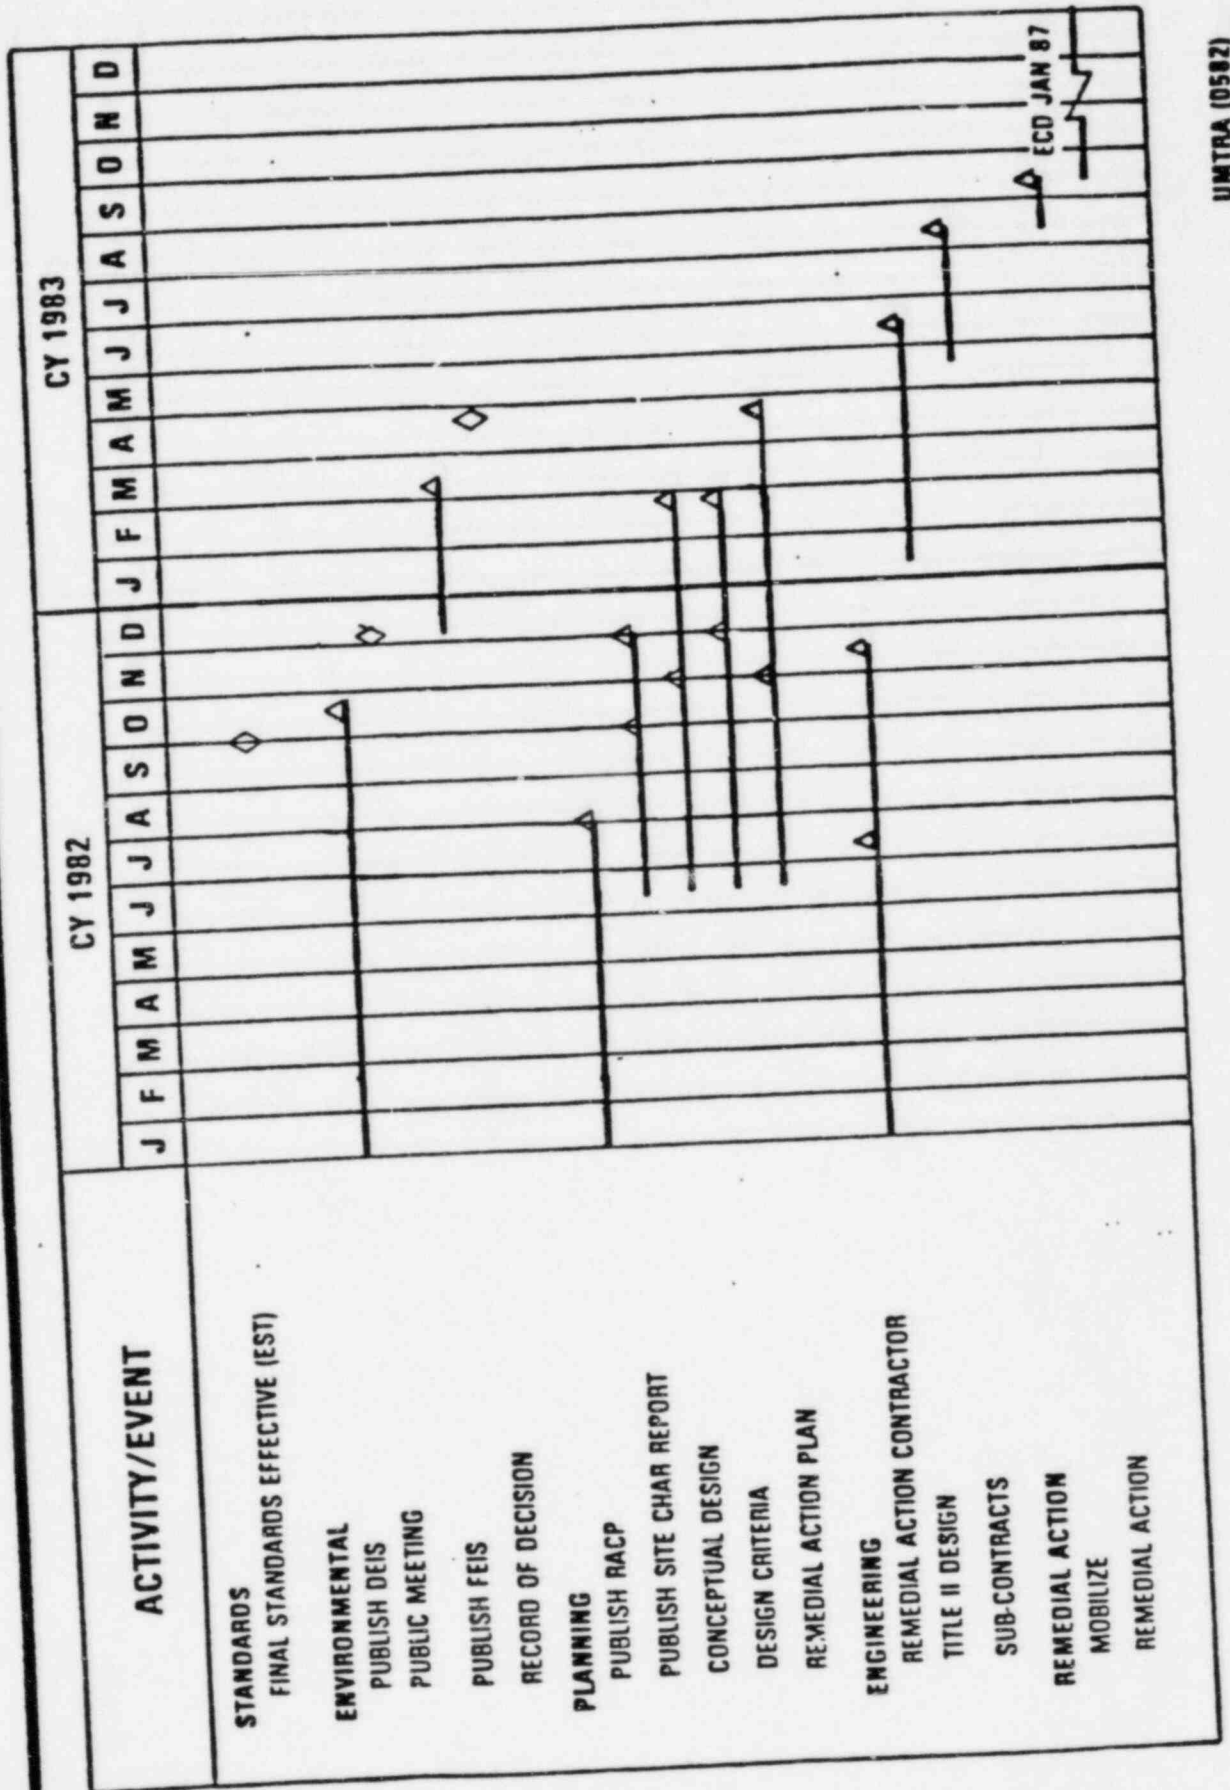 ACTIVITY/EVENT
CY 1982
CY 1983
J F M A M J J A S O N D J F M A M J J A S O N D
STANDARDS
FINAL STANDARDS EFFECTIVE (EST)
ENVIRONMENTAL
PUBLISH DEIS
PUBLIC MEETING
PUBLISH FEIS
RECORD OF DECISION
PLANNING
PUBLISH RACP
PUBLISH SITE CHAR REPORT
CONCEPTUAL DESIGN
DESIGN CRITERIA
REMEDIAL ACTION PLAN
ENGINEERING
REMEDIAL ACTION CONTRACTOR
TITLE II DESIGN
SUB-CONTRACTS
REMEDIAL ACTION
MOBILIZE
REMEDIAL ACTION
ECD JAN 87
UMTRA (0582)